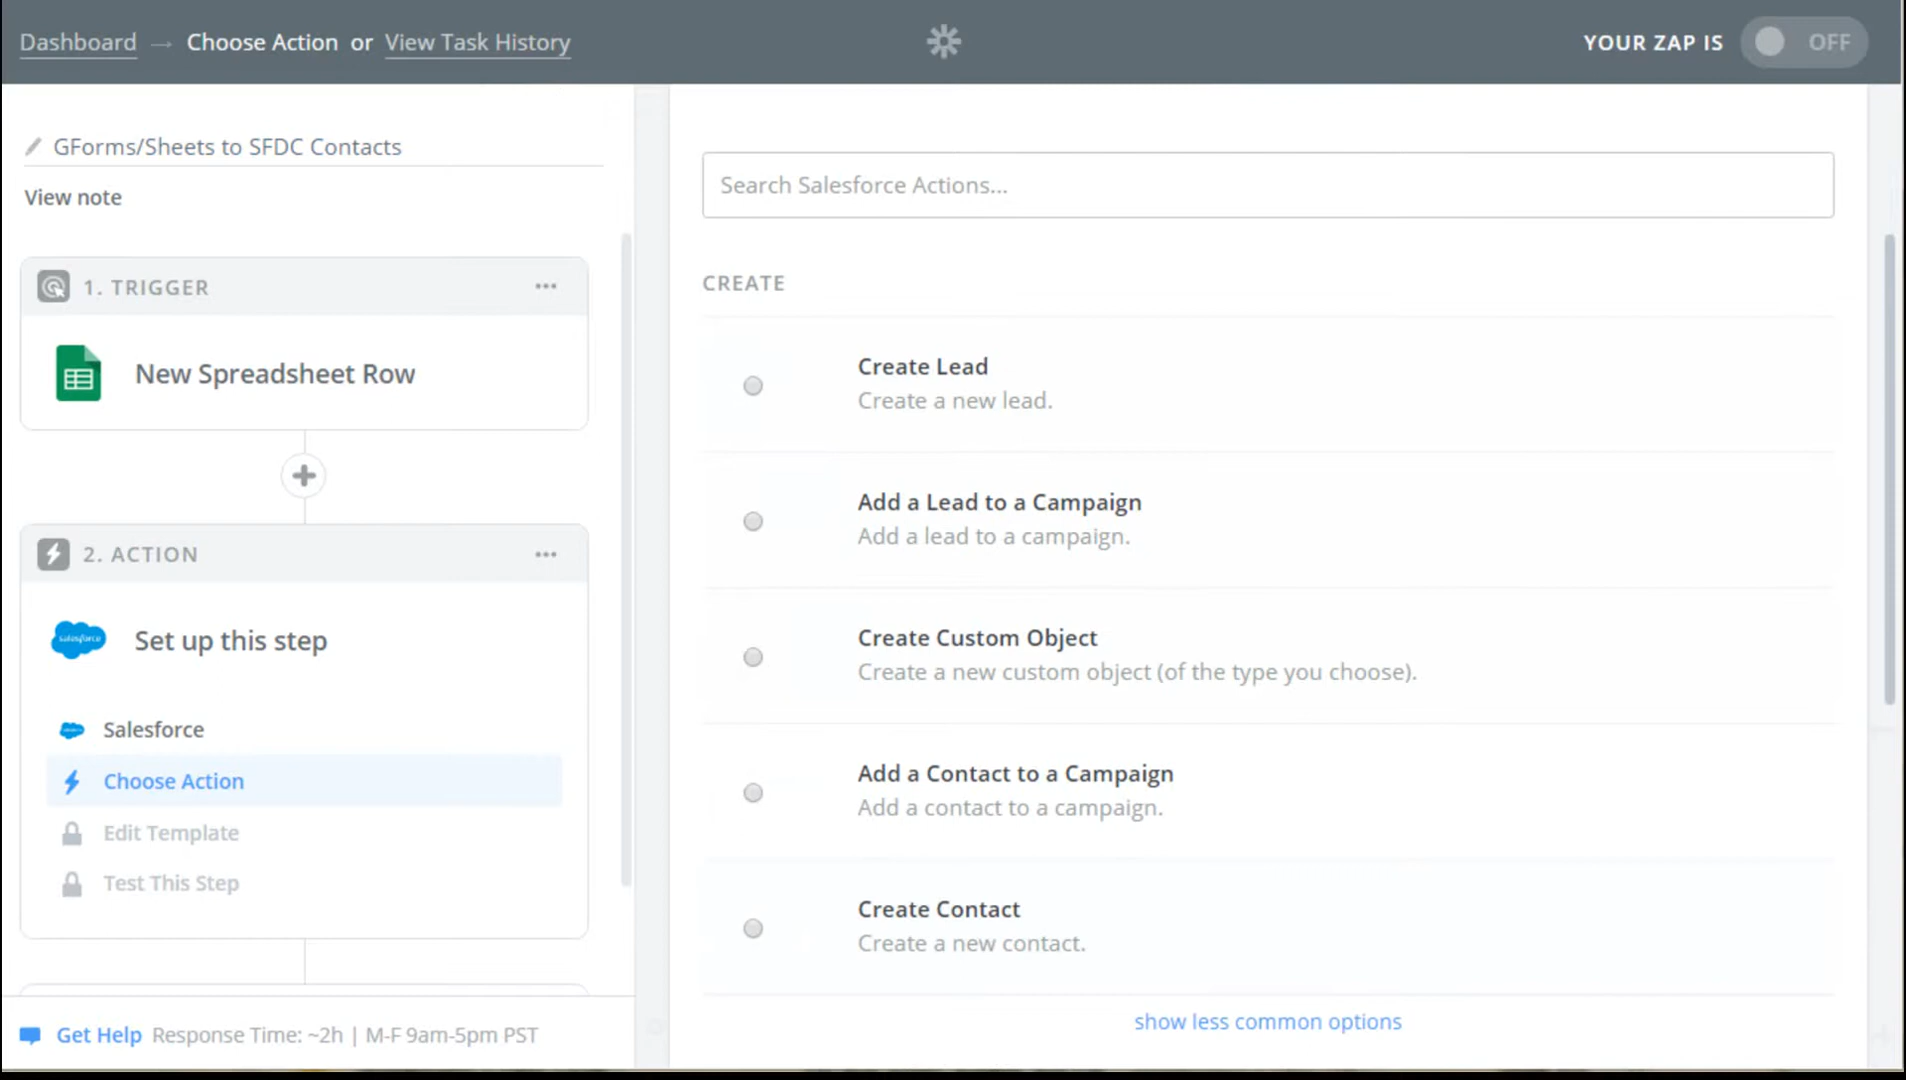 Dashboard → Choose Action or View Task History
YOUR ZAP IS OFF
GForms/Sheets to SFDC Contacts
View note
1. TRIGGER
New Spreadsheet Row
2. ACTION
salesforce
Set up this step
Salesforce
Choose Action
Edit Template
Test This Step
Get Help Response Time: ~2h | M-F 9am-5pm PST
Search Salesforce Actions...
CREATE
Create Lead
Create a new lead.
Add a Lead to a Campaign
Add a lead to a campaign.
Create Custom Object
Create a new custom object (of the type you choose).
Add a Contact to a Campaign
Add a contact to a campaign.
Create Contact
Create a new contact.
show less common options